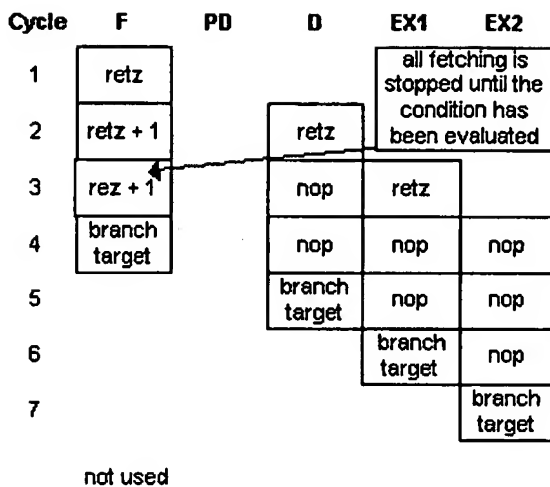 Cycle F PD D EX1 EX2
1 retz all fetching is
stopped until the
condition has
been evaluated
2 retz + 1 retz
3 rez + 1 nop retz
4 branch
target nop nop nop
5 branch
target nop nop
6 branch
target nop
7 branch
target
not used